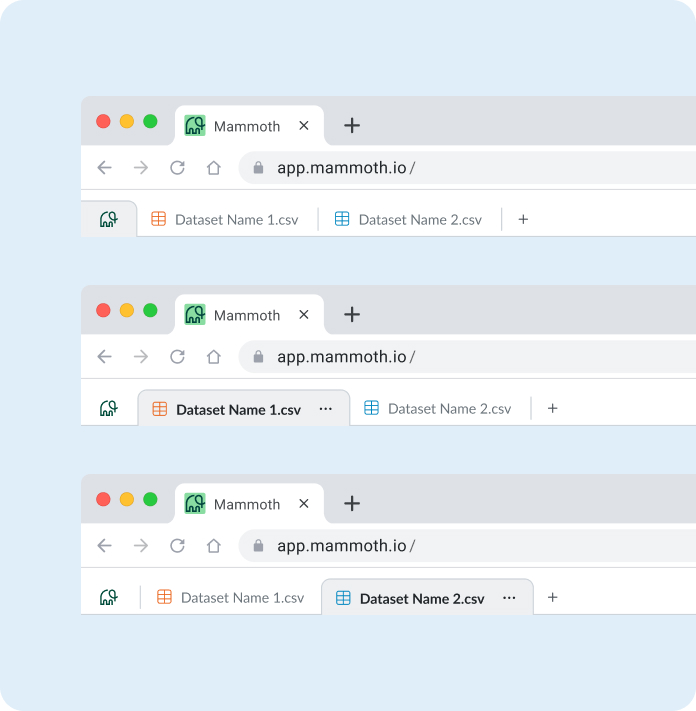 Mammoth
app.mammoth.io/
Dataset Name 1.csv Dataset Name 2.csv
Mammoth
app.mammoth.io/
Dataset Name 1.csv ... Dataset Name 2.csv
Mammoth
app.mammoth.io/
Dataset Name 1.csv Dataset Name 2.csv ...